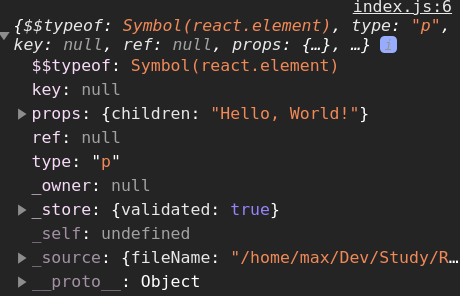 index.js:6
{$$typeof: Symbol(react.element), type: "p",
key: null, ref: null, props: {…}, …} i
$$typeof: Symbol(react.element)
key: null
props: {children: "Hello, World!"}
ref: null
type: "p"
_owner: null
_store: {validated: true}
_self: undefined
_source: {fileName: "/home/max/Dev/Study/R…
__proto__: Object